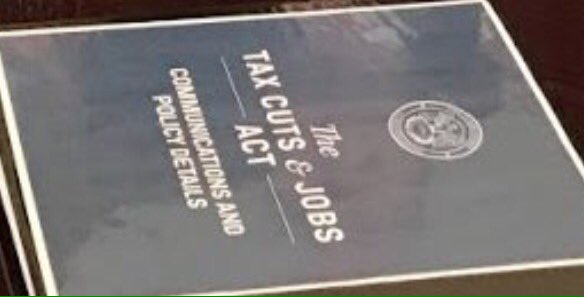 The
TAX CUTS & JOBS
ACT
COMMUNICATIONS AND
POLICY DETAILS